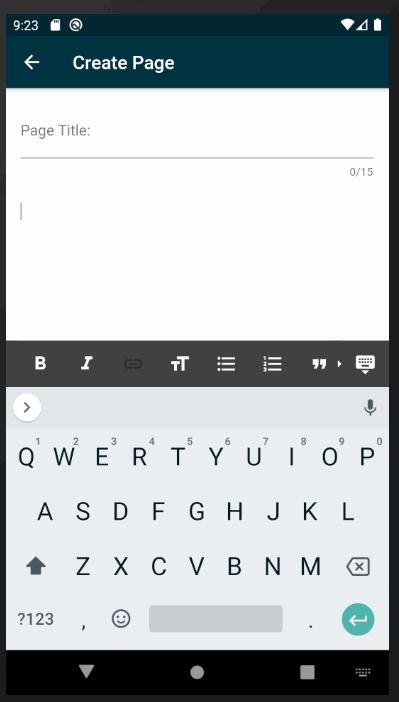 9:23
Create Page
Page Title:
0/15
B I TT
1 2 3 4 5 6 7 8 9 0
Q W E R T Y U I O P
A S D F G H J K L
Z X C V B N M
?123 , .